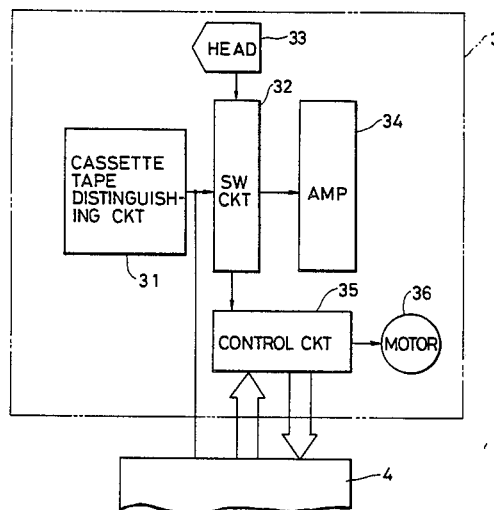 HEAD
33
32
34
CASSETTE
TAPE
DISTINGUISH-
ING CKT
SW
CKT
AMP
31
35
36
CONTROL CKT
MOTOR
4